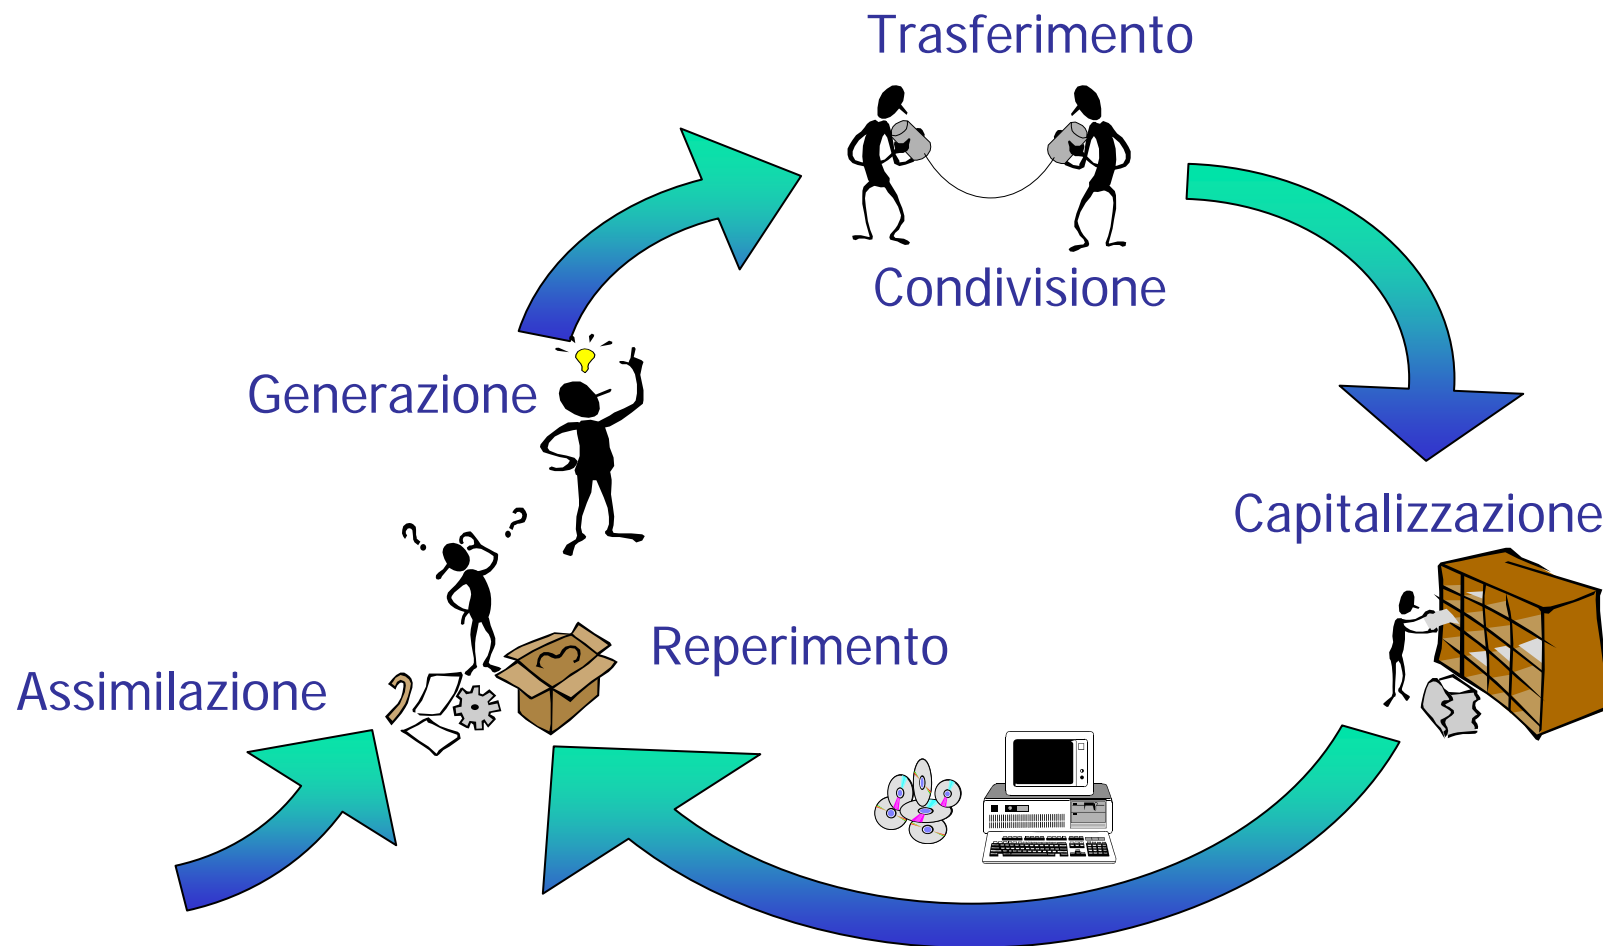 Trasferimento
Condivisione
Generazione
Capitalizzazione
Reperimento
Assimilazione